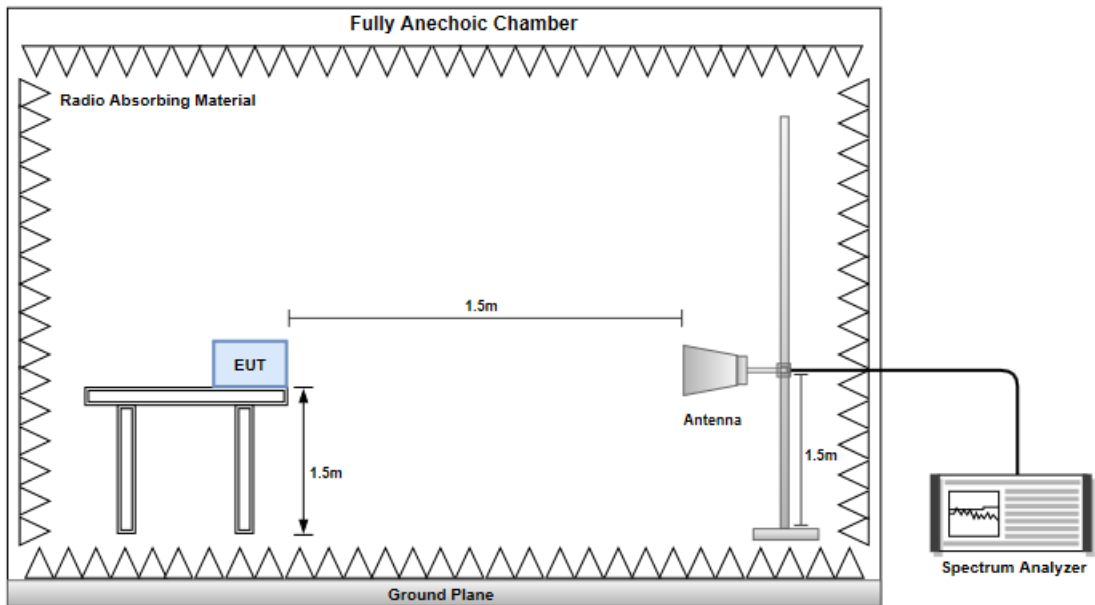 Fully Anechoic Chamber
Radio Absorbing Material
1.5m
EUT
Antenna
1.5m
1.5m
Spectrum Analyzer
Ground Plane